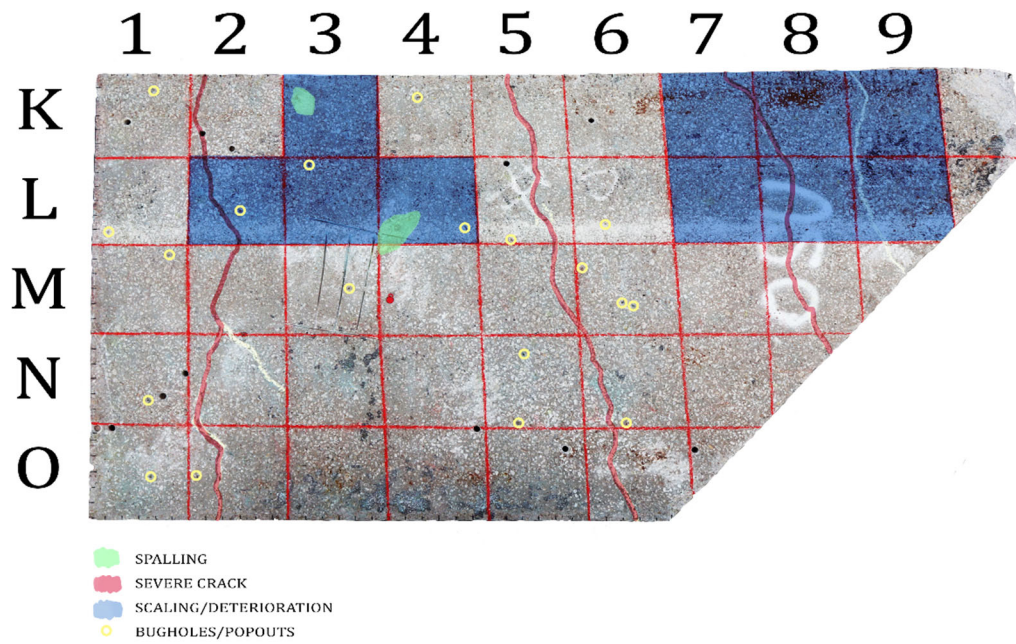 1 2 3 4 5 6 7 8 9
K
L
M
N
O
SPALLING
SEVERE CRACK
SCALING/DETERIORATION
BUGHOLES/POPOUTS